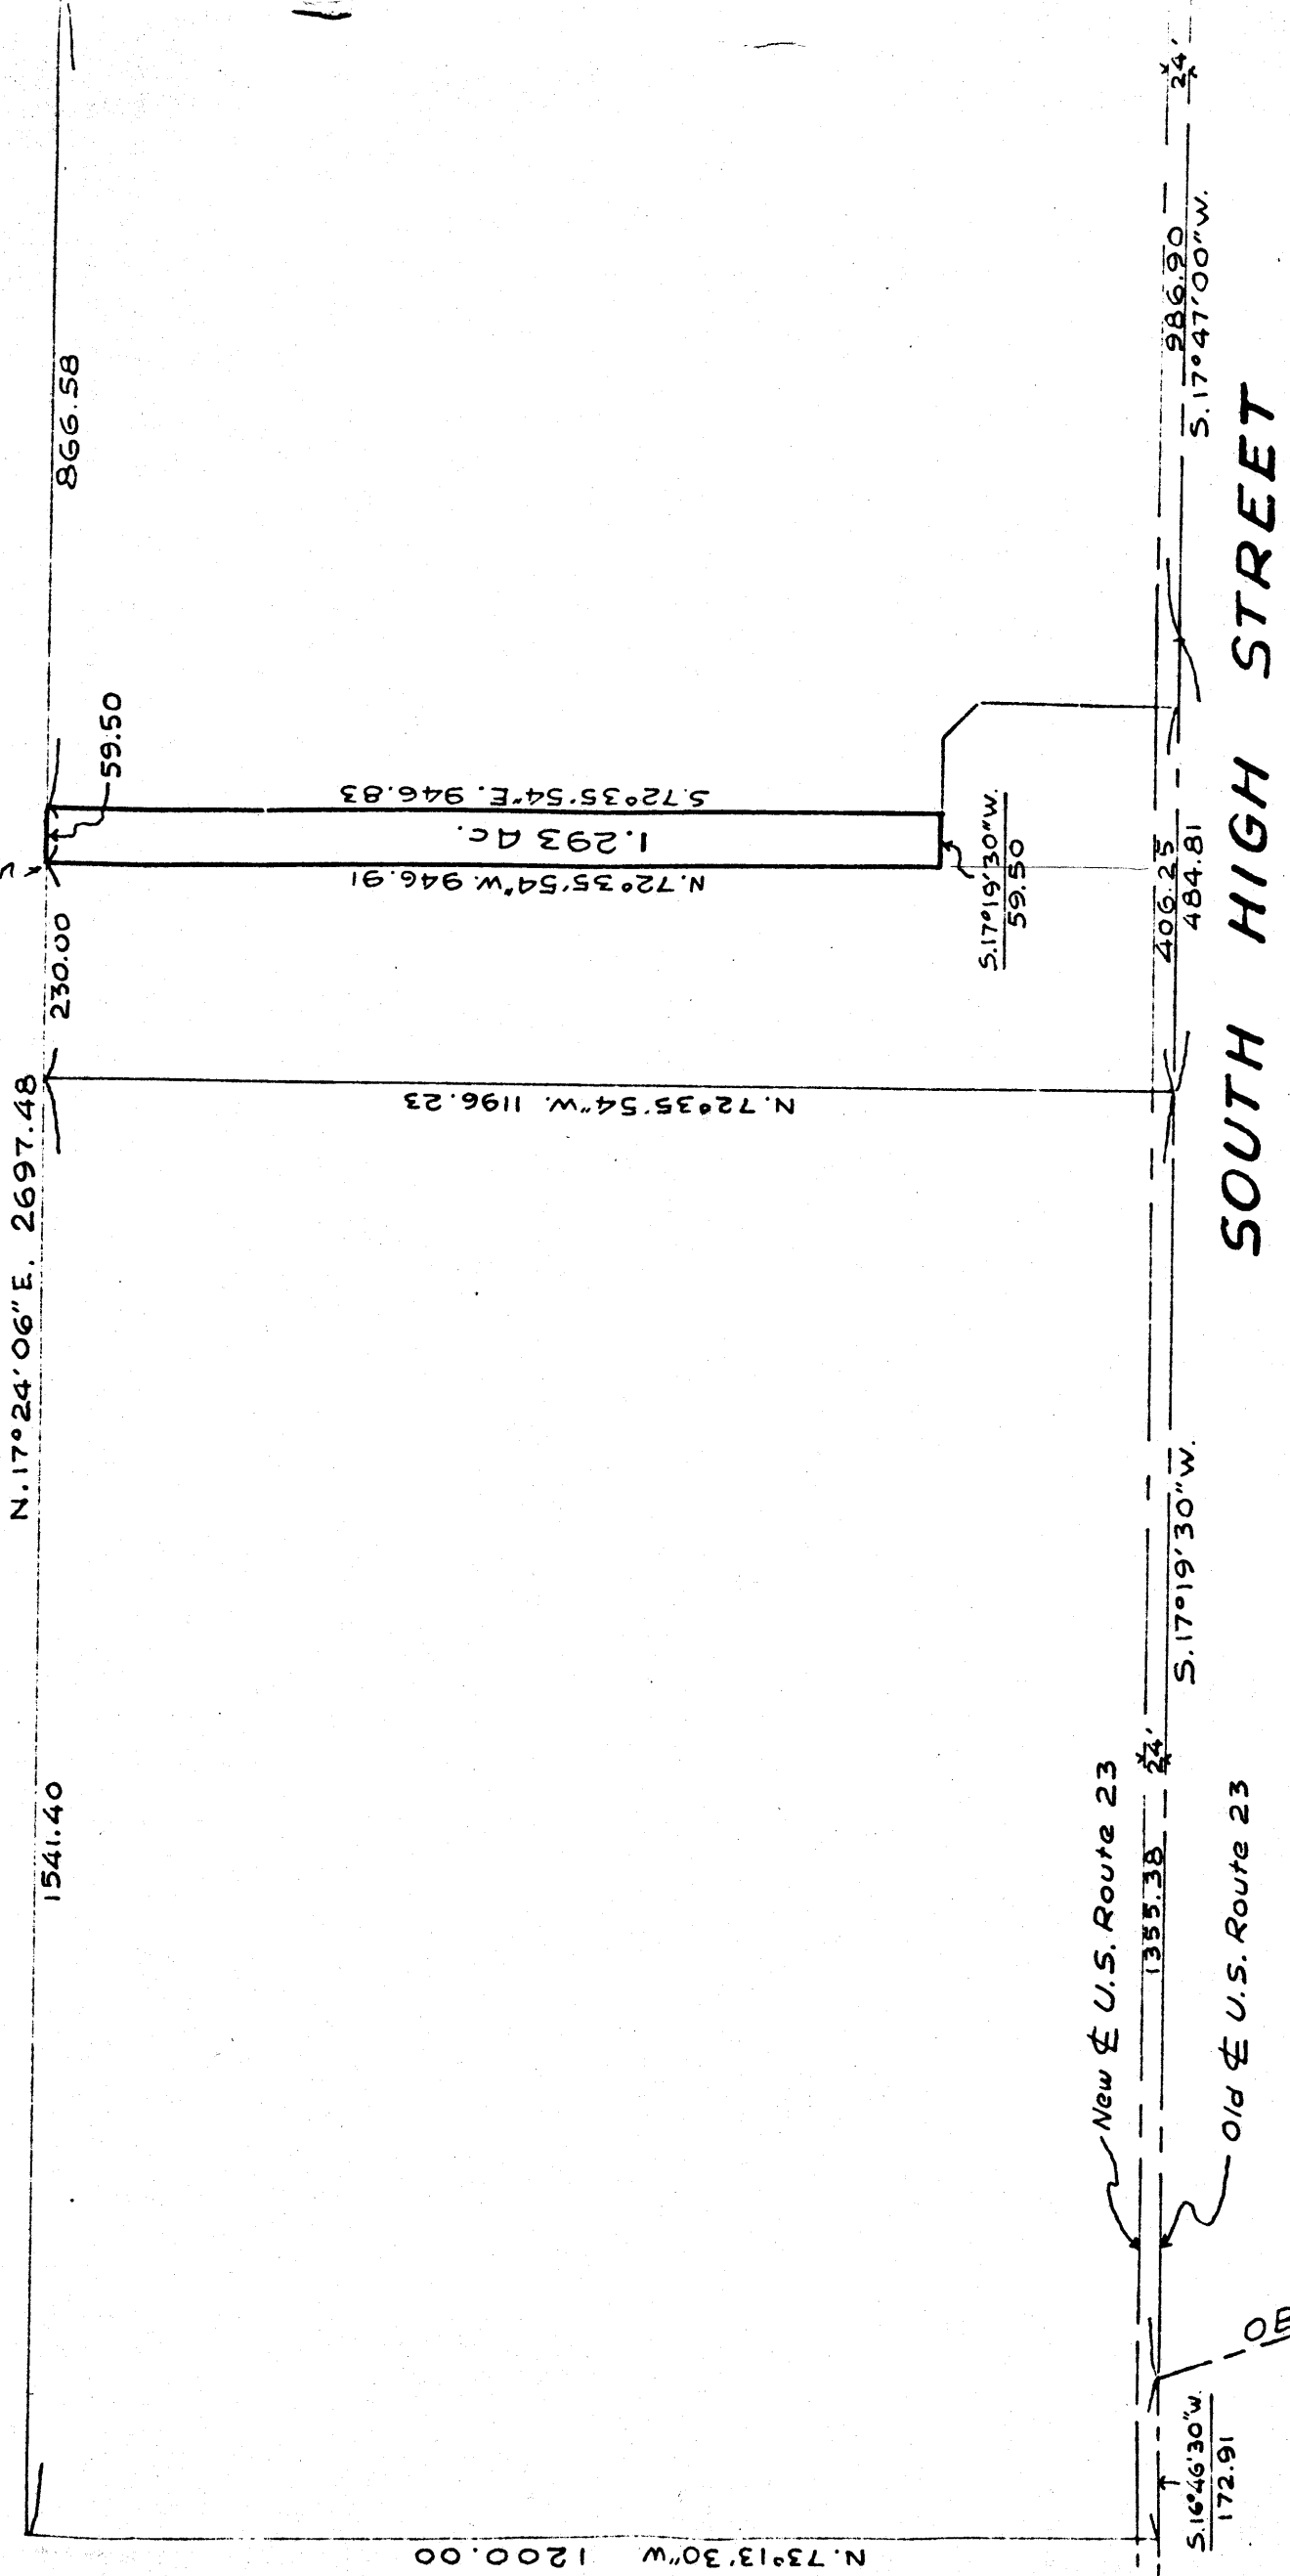 N.17°24'06"E. 2697.48
1541.40
230.00
59.50
866.58
S.72°35'54"E. 946.83
1.293 Ac.
N.72°35'54"W. 946.91
S.17°19'30"W.
59.50
N.72°35'54"W. 1196.23
N.73°13'30"W 1200.00
New ℄ U.S. Route 23
1355.38
24'
S.17°19'30"W.
406.25
484.81
986.90
S.17°47'00"W.
24'
Old ℄ U.S. Route 23
S.16°46'30"W.
172.91
SOUTH HIGH STREET